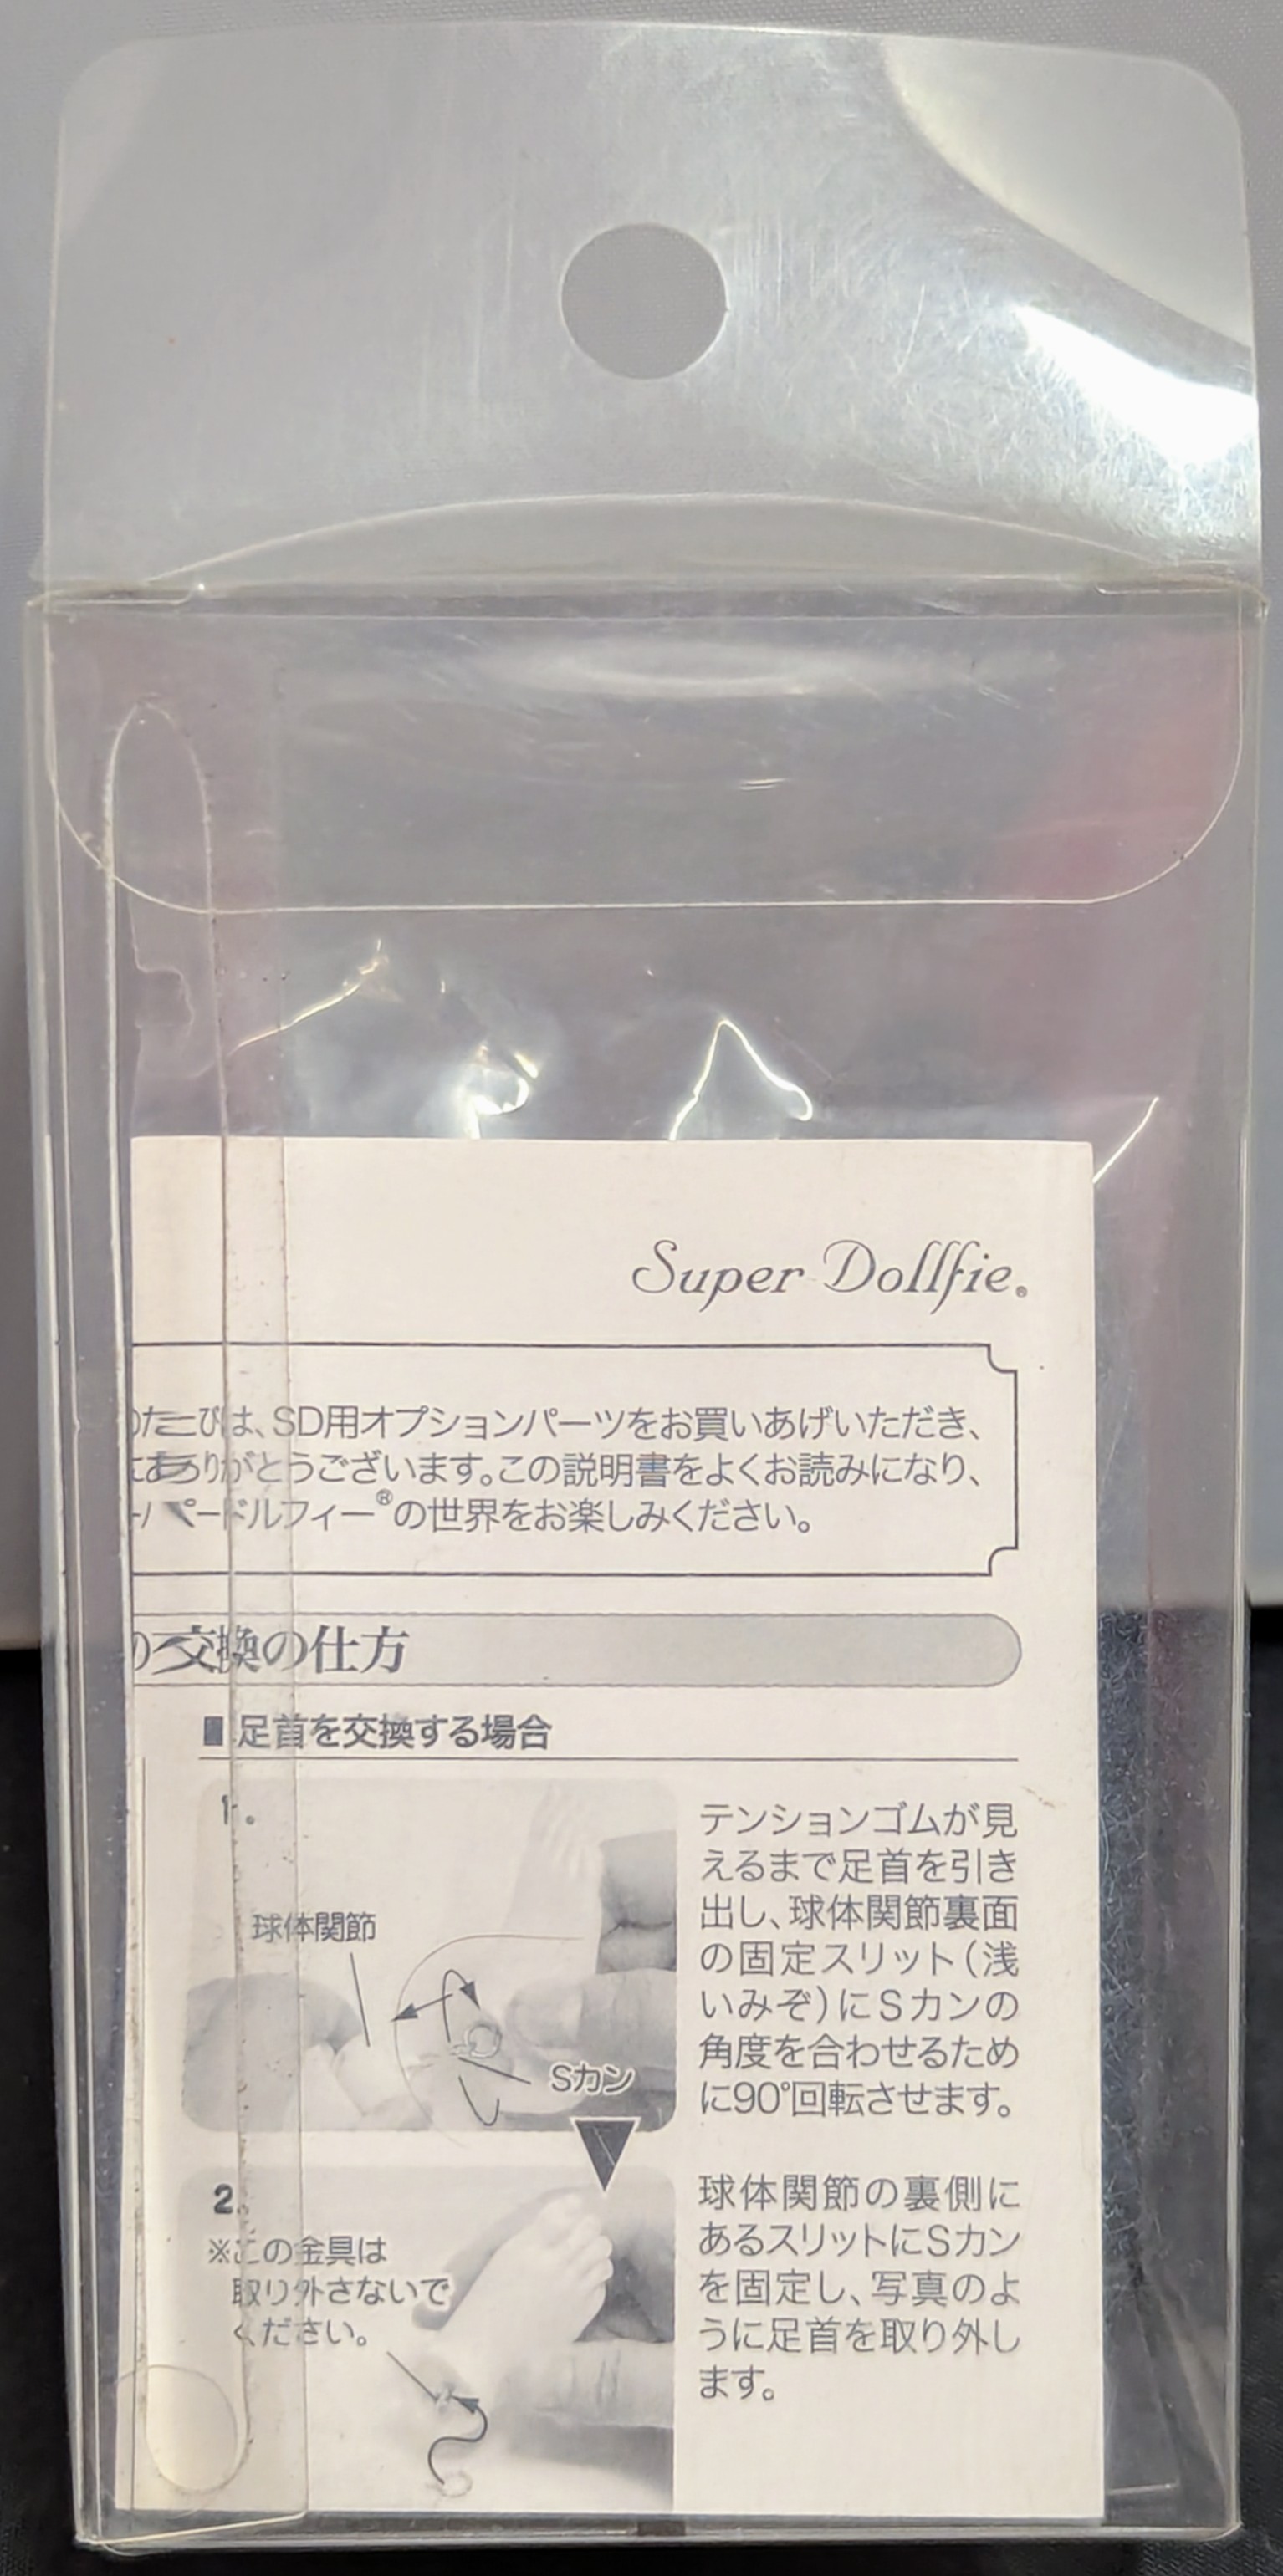 Super Dollfie®
のたびは、SD用オプションパーツをお買いあげいただき、
にありがとうございます。この説明書をよくお読みになり、
ーパードルフィー®の世界をお楽しみください。
の交換の仕方
■足首を交換する場合
1.
球体関節
Sカン
テンションゴムが見
えるまで足首を引き
出し、球体関節裏面
の固定スリット(浅
いみぞ)にSカンの
角度を合わせるため
に90°回転させます。
2.
※この金具は
取り外さないで
ください。
球体関節の裏側に
あるスリットにSカン
を固定し、写真のよ
うに足首を取り外し
ます。